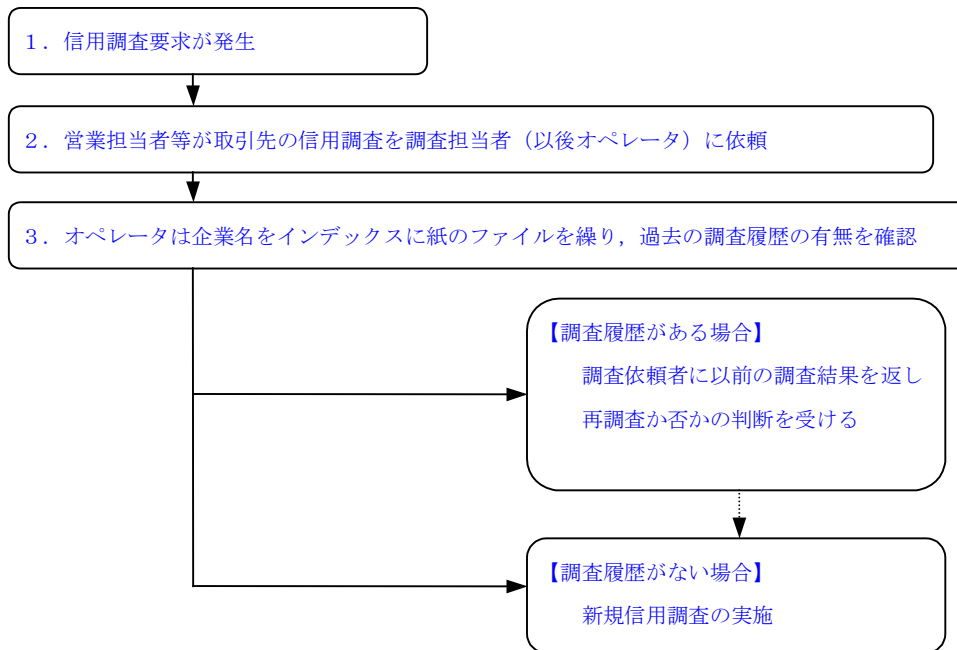 １．信用調査要求が発生
２．営業担当者等が取引先の信用調査を調査担当者（以後オペレータ）に依頼
３．オペレータは企業名をインデックスに紙のファイルを繰り，過去の調査履歴の有無を確認
【調査履歴がある場合】
調査依頼者に以前の調査結果を返し
再調査か否かの判断を受ける
【調査履歴がない場合】
新規信用調査の実施